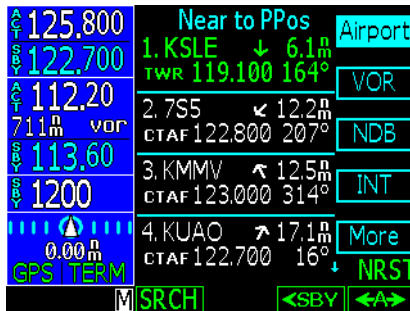 ACT 125.800
SBY 122.700
ACT 112.20
711nm vor
SBY 113.60
SBY 1200
0.00nm
GPS TERM
M
Near to PPos
1. KSLE ↓ 6.1nm
TWR 119.100 164°
2. 7S5 ↙ 12.2nm
CTAF 122.800 207°
3. KMMV ↖ 12.5nm
CTAF 123.000 314°
4. KUAO ↗ 17.1nm
CTAF 122.700 16°
Airport
VOR
NDB
INT
More
↓ NRST
SRCH
<SBY
<A>